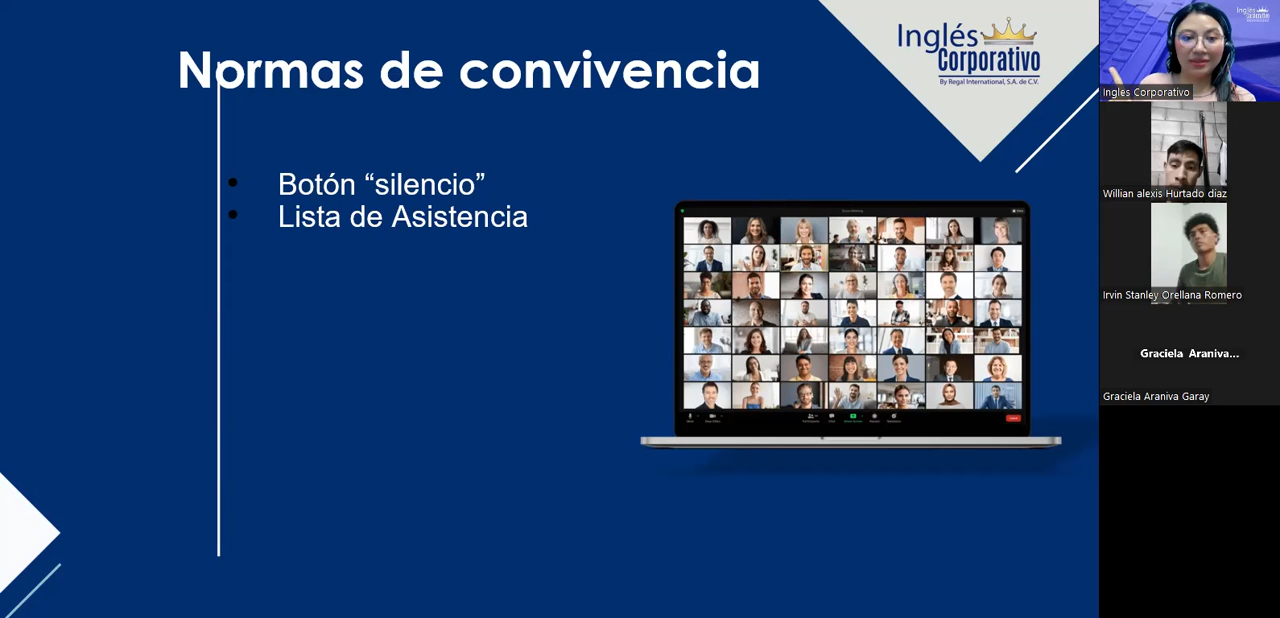 Normas de convivencia
Inglés
Corporativo
By Regal International, S.A. de C.V.
• Botón “silencio”
• Lista de Asistencia
Inglés Corporativo
Willian alexis Hurtado diaz
Irvin Stanley Orellana Romero
Graciela Araniva...
Graciela Araniva Garay